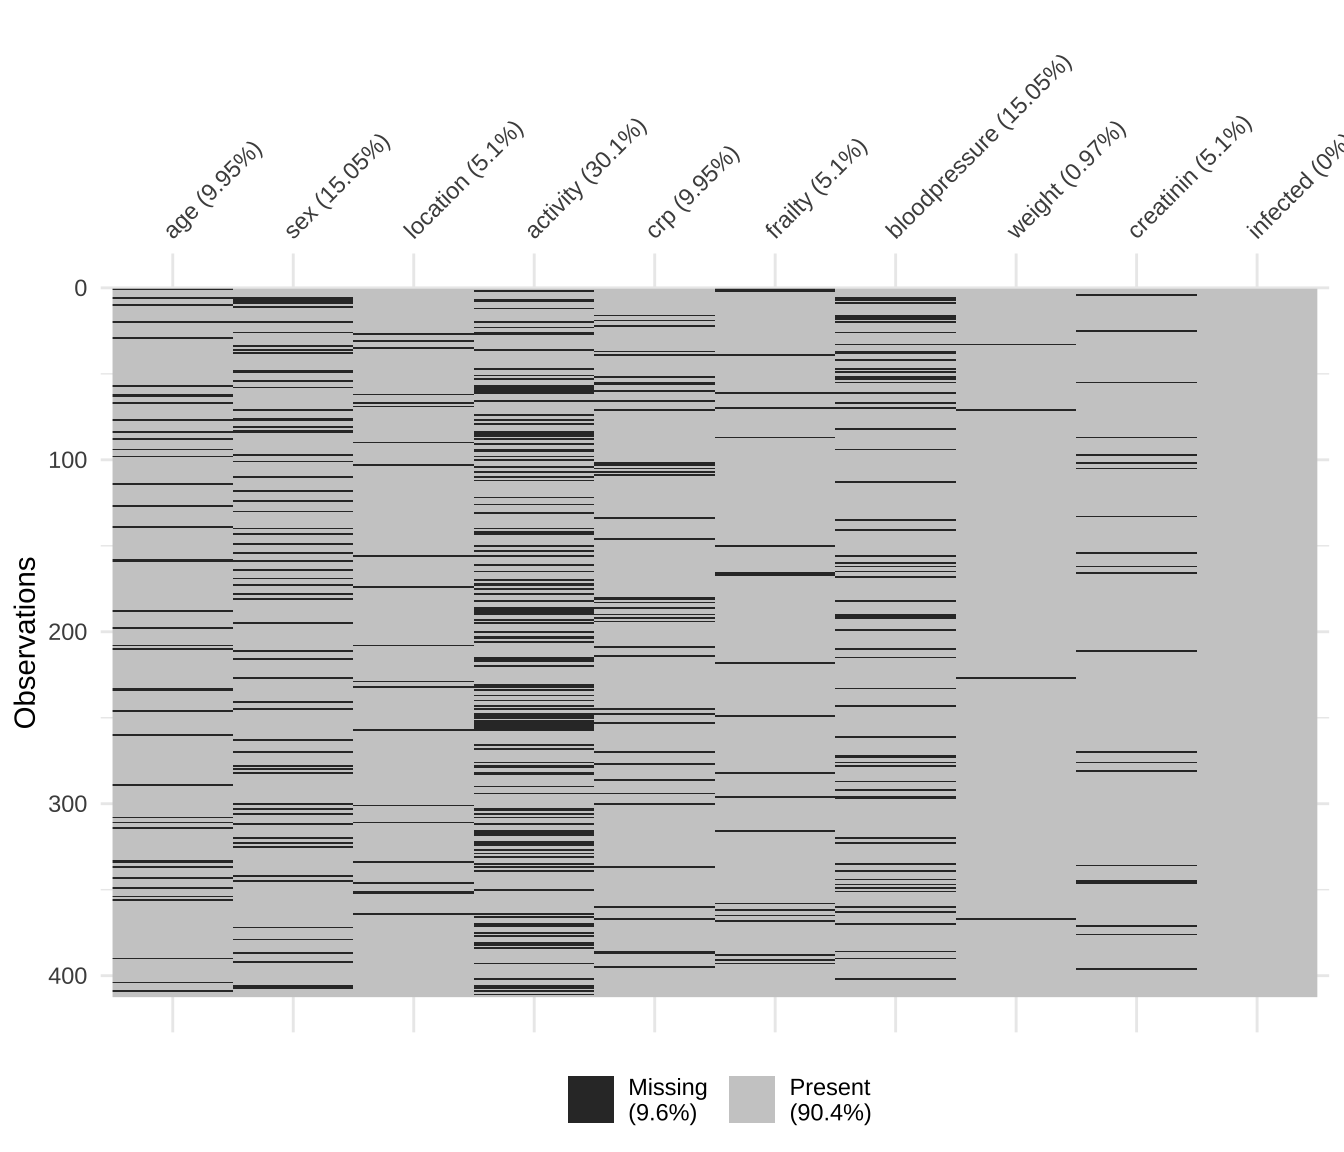 age (9.95%)
sex (15.05%)
location (5.1%)
activity (30.1%)
crp (9.95%)
frailty (5.1%)
bloodpressure (15.05%)
weight (0.97%)
creatinin (5.1%)
infected (0%
0
100
200
300
400
Observations
Missing
(9.6%)
Present
(90.4%)